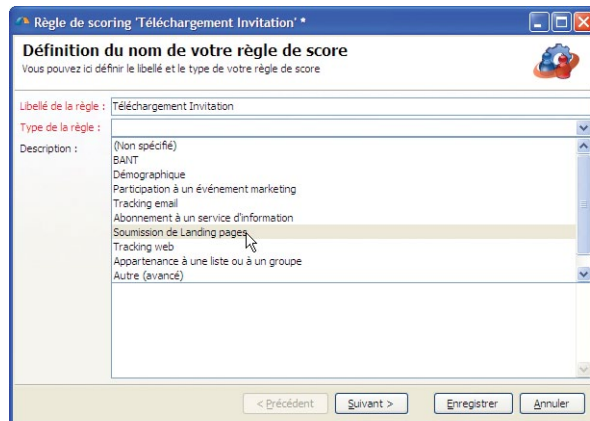 Règle de scoring 'Téléchargement Invitation' *
Définition du nom de votre règle de score
Vous pouvez ici définir le libellé et le type de votre règle de score
Libellé de la règle : Téléchargement Invitation
Type de la règle :
Description :
(Non spécifié)
BANT
Démographique
Participation à un événement marketing
Tracking email
Abonnement à un service d'information
Soumission de Landing pages
Tracking web
Appartenance à une liste ou à un groupe
Autre (avancé)
< Précédent Suivant > Enregistrer Annuler